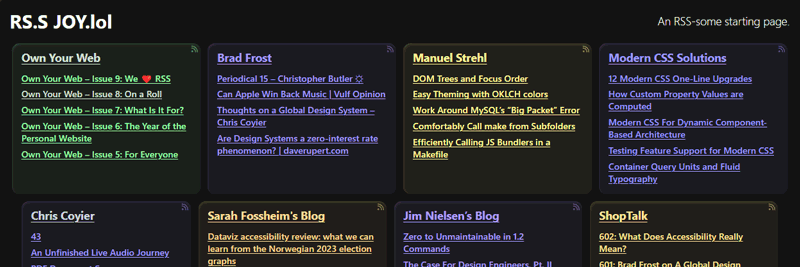 RS.S JOY.lol
An RSS-some starting page.
Own Your Web
Own Your Web – Issue 9: We ❤️ RSS
Own Your Web – Issue 8: On a Roll
Own Your Web – Issue 7: What Is It For?
Own Your Web – Issue 6: The Year of the
Personal Website
Own Your Web – Issue 5: For Everyone
Brad Frost
Periodical 15 – Christopher Butler ☼
Can Apple Win Back Music | Vulf Opinion
Thoughts on a Global Design System –
Chris Coyier
Are Design Systems a zero-interest rate
phenomenon? | daverupert.com
Manuel Strehl
DOM Trees and Focus Order
Easy Theming with OKLCH colors
Work Around MySQL's “Big Packet” Error
Comfortably Call make from Subfolders
Efficiently Calling JS Bundlers in a
Makefile
Modern CSS Solutions
12 Modern CSS One-Line Upgrades
How Custom Property Values are
Computed
Modern CSS For Dynamic Component-
Based Architecture
Testing Feature Support for Modern CSS
Container Query Units and Fluid
Typography
Chris Coyier
43
An Unfinished Live Audio Journey
Sarah Fossheim's Blog
Dataviz accessibility review: what we can
learn from the Norwegian 2023 election
graphs
Jim Nielsen's Blog
Zero to Unmaintainable in 1.2
Commands
The Case For Design Engineers, Pt. II
ShopTalk
602: What Does Accessibility Really
Mean?
601: Brad Frost on A Global Design